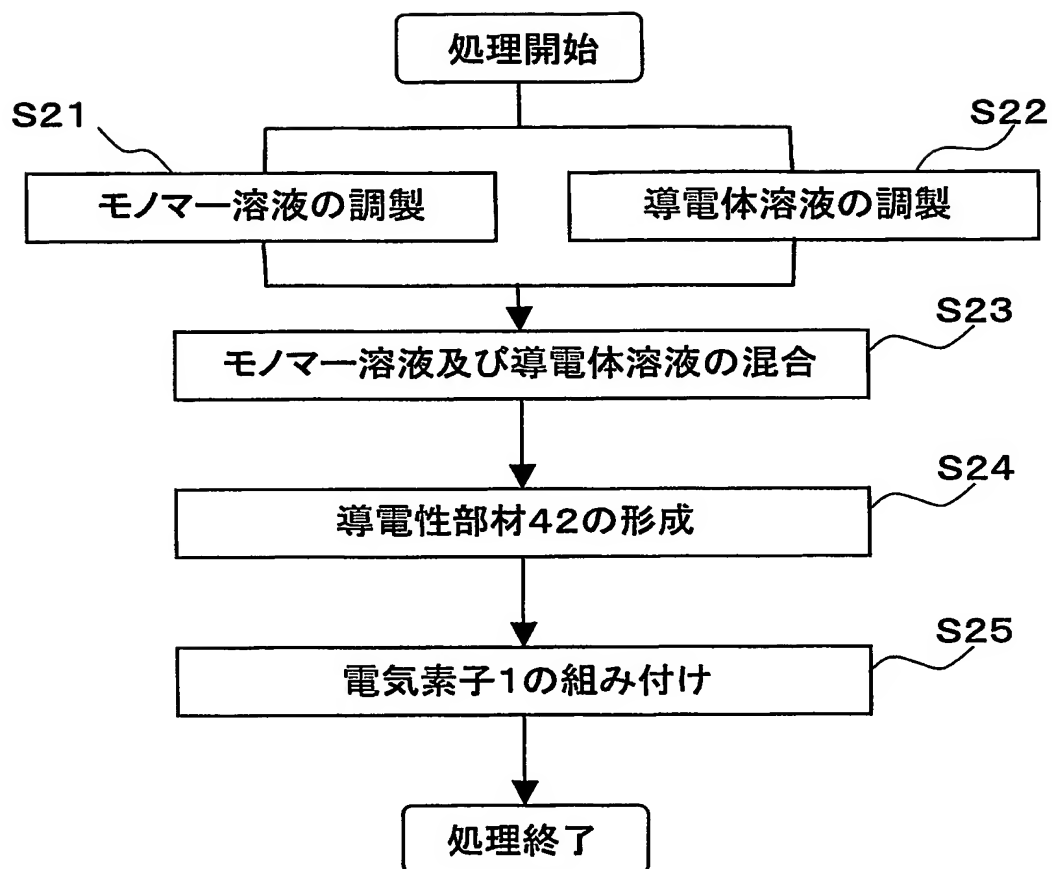 処理開始
S21
S22
モノマー溶液の調製
導電体溶液の調製
S23
モノマー溶液及び導電体溶液の混合
S24
導電性部材42の形成
S25
電気素子1の組み付け
処理終了